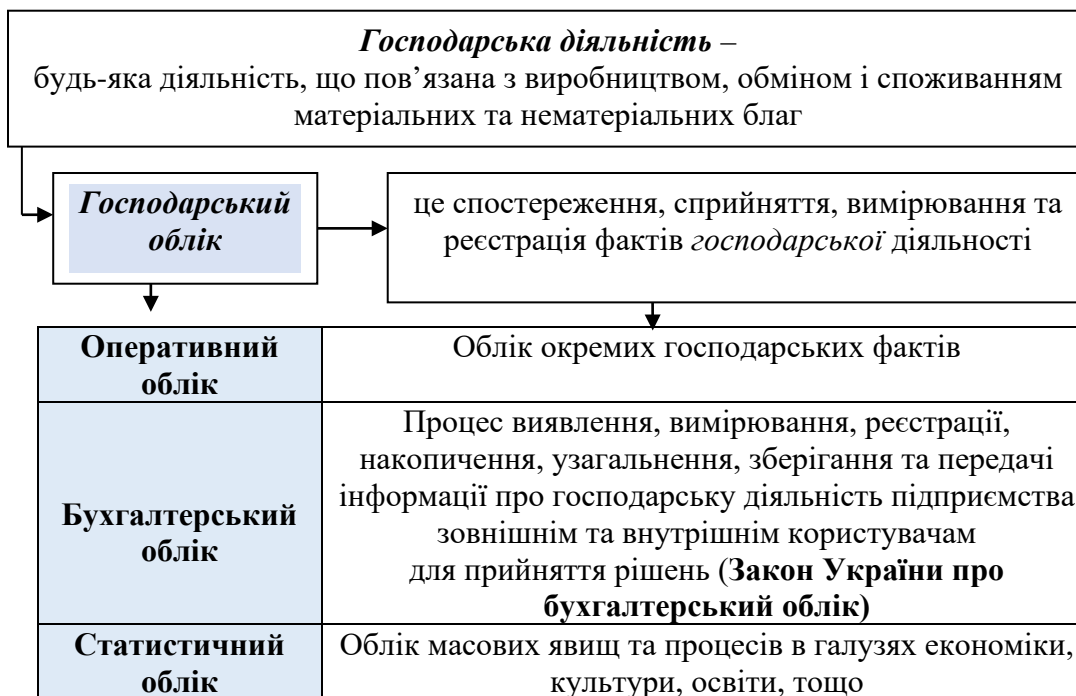 Господарська діяльність –
будь-яка діяльність, що пов’язана з виробництвом, обміном і споживанням
матеріальних та нематеріальних благ
Господарський
облік
це спостереження, сприйняття, вимірювання та
реєстрація фактів господарської діяльності
Оперативний
облік
Облік окремих господарських фактів
Бухгалтерський
облік
Процес виявлення, вимірювання, реєстрації,
накопичення, узагальнення, зберігання та передачі
інформації про господарську діяльність підприємства
зовнішнім та внутрішнім користувачам
для прийняття рішень (Закон України про
бухгалтерський облік)
Статистичний
облік
Облік масових явищ та процесів в галузях економіки,
культури, освіти, тощо